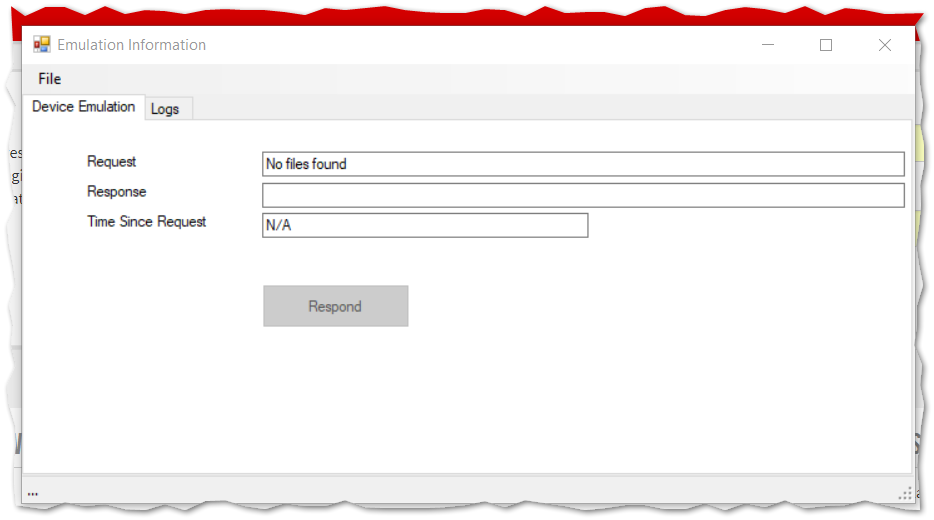 Emulation Information
File
Device Emulation Logs
Request No files found
Response
Time Since Request N/A
Respond
...